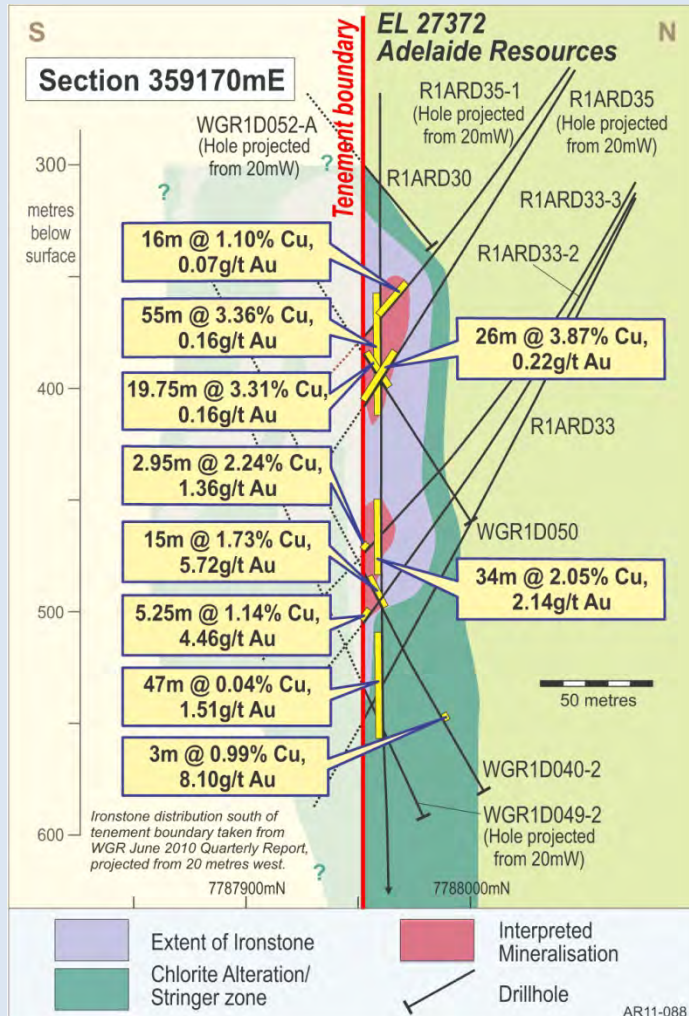 S
EL 27372
Adelaide Resources
N
Section 359170mE
Tenement boundary
R1ARD35-1
(Hole projected
from 20mW)
R1ARD35
(Hole projected
from 20mW)
WGR1D052-A
(Hole projected
from 20mW)
R1ARD30
R1ARD33-3
R1ARD33-2
300
?
?
metres
below
surface
16m @ 1.10% Cu,
0.07g/t Au
55m @ 3.36% Cu,
0.16g/t Au
26m @ 3.87% Cu,
0.22g/t Au
400
19.75m @ 3.31% Cu,
0.16g/t Au
R1ARD33
2.95m @ 2.24% Cu,
1.36g/t Au
WGR1D050
15m @ 1.73% Cu,
5.72g/t Au
34m @ 2.05% Cu,
2.14g/t Au
500
5.25m @ 1.14% Cu,
4.46g/t Au
47m @ 0.04% Cu,
1.51g/t Au
50 metres
3m @ 0.99% Cu,
8.10g/t Au
WGR1D040-2
WGR1D049-2
(Hole projected
from 20mW)
Ironstone distribution south of
tenement boundary taken from
WGR June 2010 Quarterly Report,
projected from 20 metres west.
600
?
7787900mN
7788000mN
Extent of Ironstone
Chlorite Alteration/
Stringer zone
Interpreted
Mineralisation
Drillhole
AR11-088